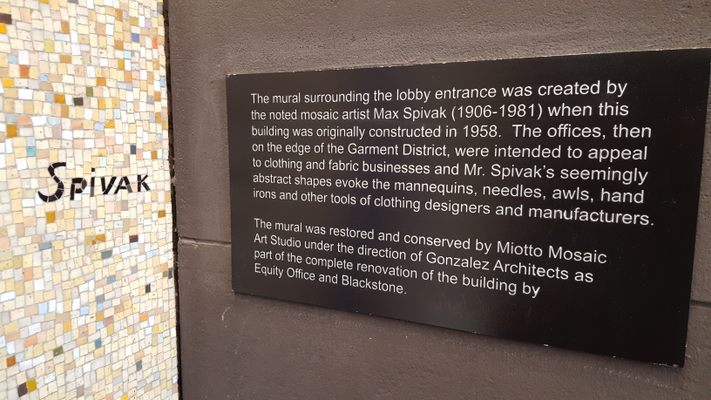 SPIVAK
The mural surrounding the lobby entrance was created by
the noted mosaic artist Max Spivak (1906-1981) when this
building was originally constructed in 1958. The offices, then
on the edge of the Garment District, were intended to appeal
to clothing and fabric businesses and Mr. Spivak's seemingly
abstract shapes evoke the mannequins, needles, awls, hand
irons and other tools of clothing designers and manufacturers.
The mural was restored and conserved by Miotto Mosaic
Art Studio under the direction of Gonzalez Architects as
part of the complete renovation of the building by
Equity Office and Blackstone.